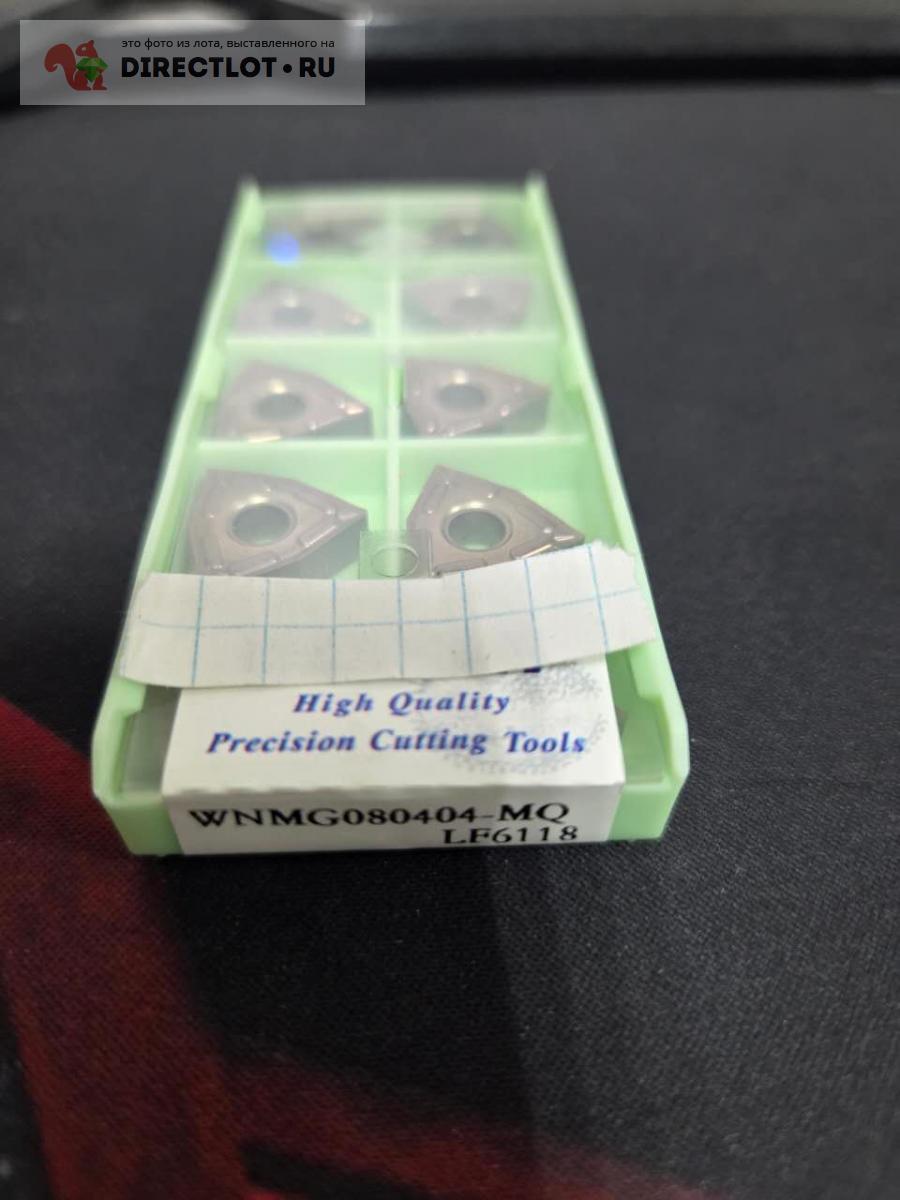 это фото из лота, выставленного на
DIRECTLOT•RU
High Quality
Precision Cutting Tools
WNMG080404-MQ
LF6118